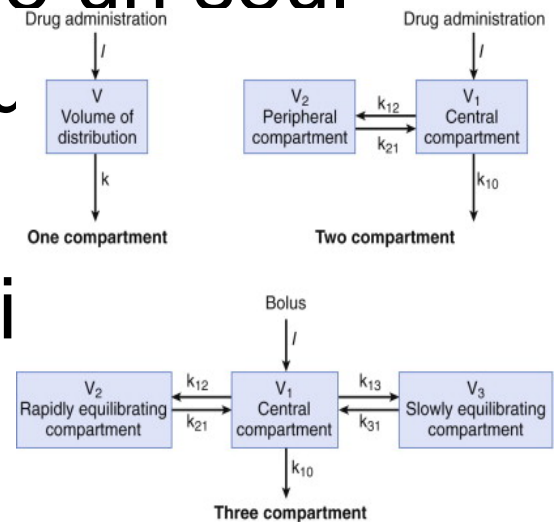 Drug administration
I
V
Volume of
distribution
k
One compartment
Drug administration
I
V2
Peripheral
compartment
k12
k21
V1
Central
compartment
k10
Two compartment
i
Bolus
I
V2
Rapidly equilibrating
compartment
k12
k21
V1
Central
compartment
k13
k31
V3
Slowly equilibrating
compartment
k10
Three compartment